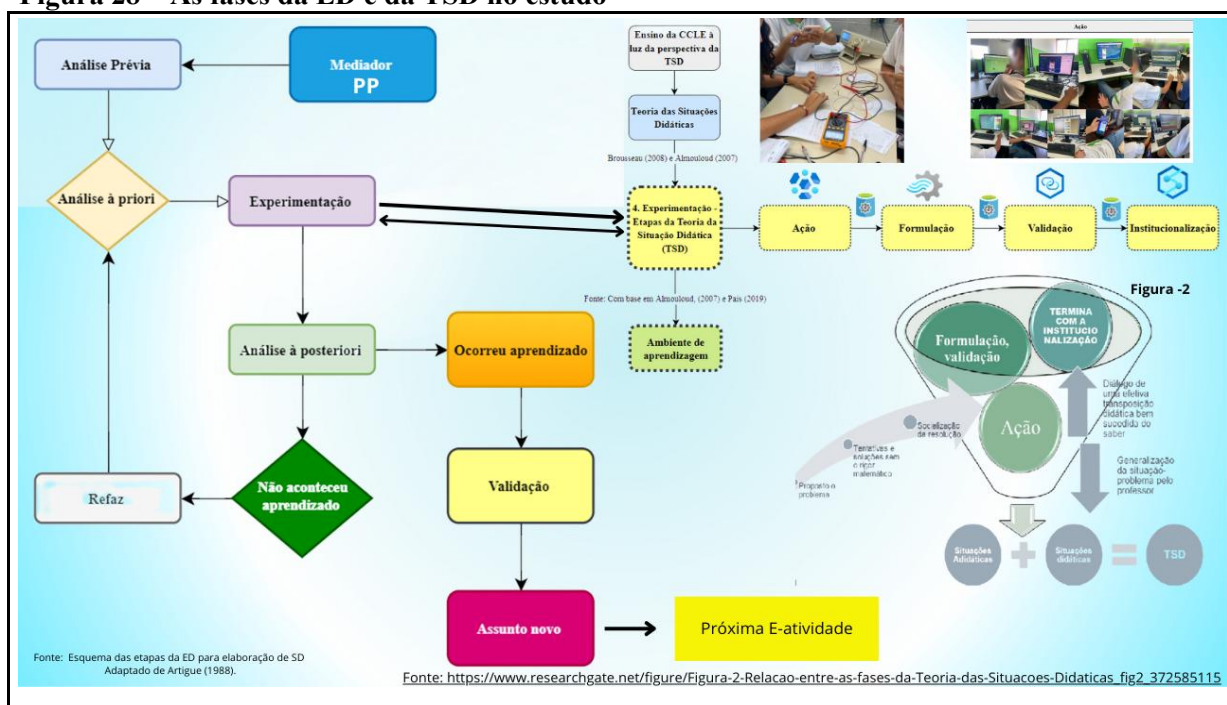 Figura 28 – As fases da ED e da TSD no estudo
Análise Prévia
Mediador
PP
Análise à priori
Experimentação
Análise à posteriori
Ocorreu aprendizado
Não aconteceu
aprendizado
Refaz
Validação
Assunto novo
Próxima E-atividade
Ensino da CCLE à
luz da perspectiva da
TSD
Teoria das Situações
Didáticas
Brousseau (2008) e Almouloud (2007)
4. Experimentação -
Etapas da Teoria da
Situação Didática
(TSD)
Fonte: Com base em Almouloud, (2007) e Pais (2019)
Ambiente de
aprendizagem
Ação
Ação
Formulação
Validação
Institucionalização
Figura -2
Formulação,
validação
TERMINA
COM A
INSTITUCIO
NALIZAÇÃO
Ação
Proposto o
problema
Tentativas e
soluções sem
o rigor
matemático
Socialização
de resolução
Diálogo de
uma efetiva
transposição
didática bem
sucedida do
saber
Generalização
da situação-
problema pelo
professor
Situações
Adidáticas
Situações
didáticas
TSD
Fonte: Esquema das etapas da ED para elaboração de SD
Adaptado de Artigue (1988).
Fonte: https://www.researchgate.net/figure/Figura-2-Relacao-entre-as-fases-da-Teoria-das-Situacoes-Didaticas_fig2_372585115